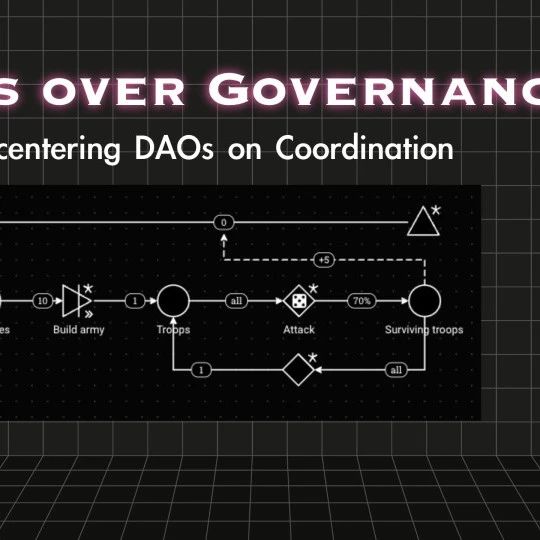 S OVER GOVERNANC
centering DAOs on Coordination
0
+5
10
1
all
70%
es
Build army
Troops
Attack
Surviving troops
1
all